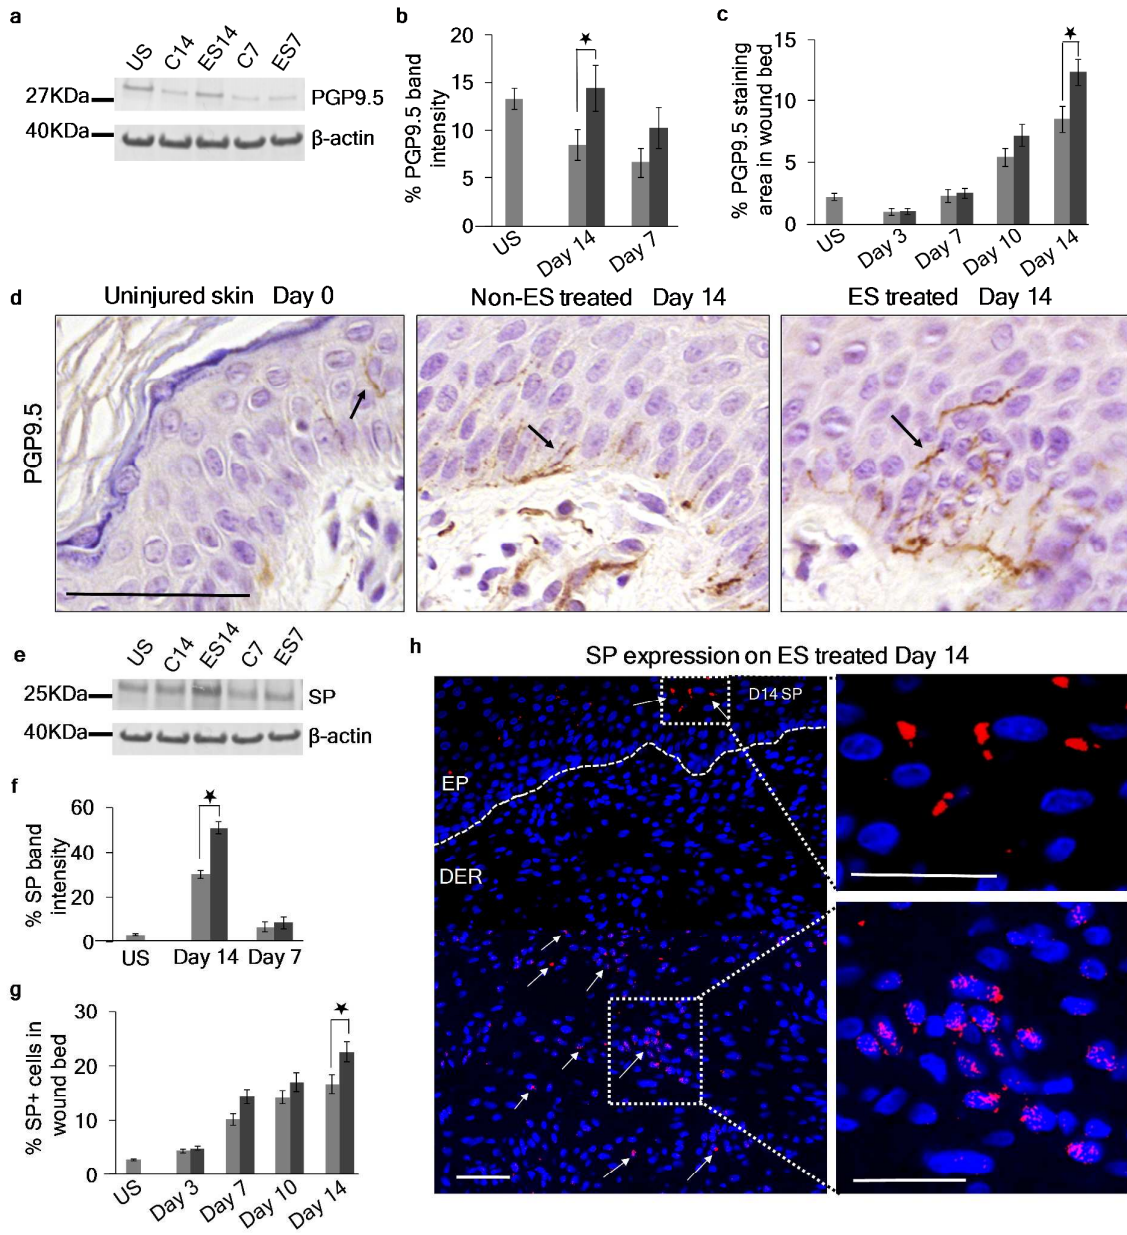 a
US C14 ES14 C7 ES7
27KDa PGP9.5
40KDa β-actin
b
% PGP9.5 band
intensity
20
15
10
5
0
US Day 14 Day 7
c
% PGP9.5 staining
area in wound bed
15
10
5
0
US Day 3 Day 7 Day 10 Day 14
d
Uninjured skin Day 0
Non-ES treated Day 14
ES treated Day 14
PGP9.5
e
US C14 ES14 C7 ES7
25KDa SP
40KDa β-actin
f
% SP band
intensity
60
40
20
0
US Day 14 Day 7
g
% SP+ cells in
wound bed
30
20
10
0
US Day 3 Day 7 Day 10 Day 14
h
SP expression on ES treated Day 14
D14 SP
EP
DER